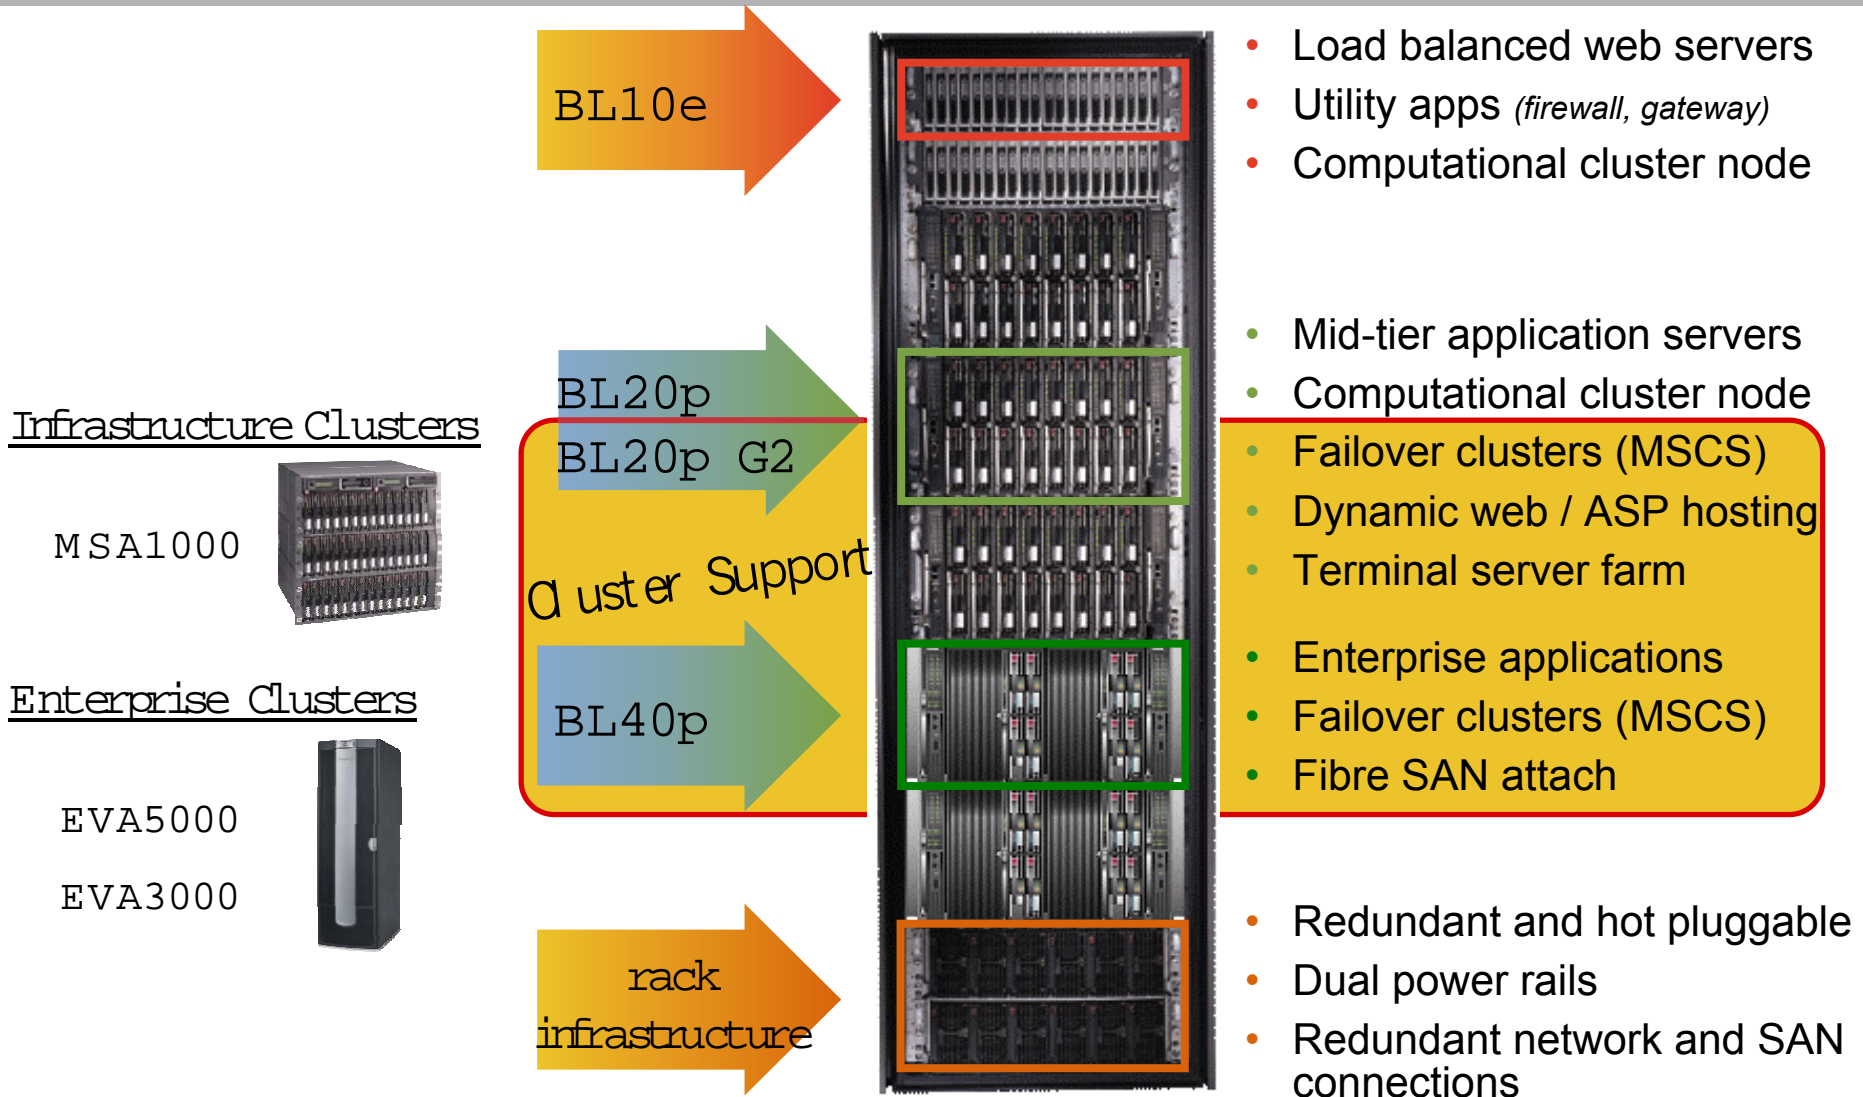 BL10e
• Load balanced web servers
• Utility apps (firewall, gateway)
• Computational cluster node
BL20p
BL20p G2
• Mid-tier application servers
• Computational cluster node
• Failover clusters (MSCS)
• Dynamic web / ASP hosting
• Terminal server farm
Infrastructure Clusters
MSA1000
Cluster Support
BL40p
• Enterprise applications
• Failover clusters (MSCS)
• Fibre SAN attach
Enterprise Clusters
EVA5000
EVA3000
rack
infrastructure
• Redundant and hot pluggable
• Dual power rails
• Redundant network and SAN
connections